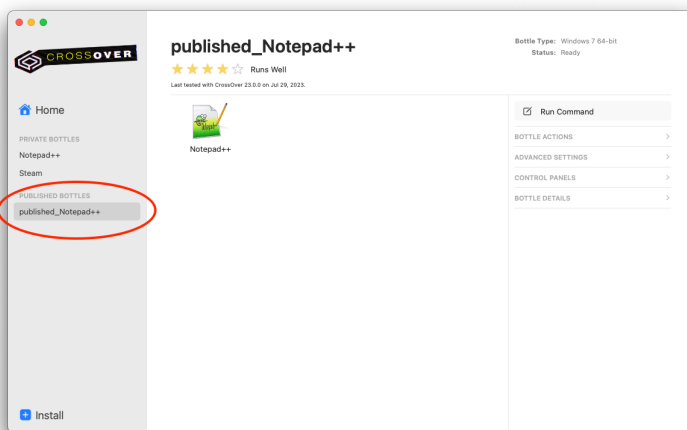 CROSSOVER
Home
PRIVATE BOTTLES
Notepad++
Steam
PUBLISHED BOTTLES
published_Notepad++
Install
published_Notepad++
Runs Well
Last tested with CrossOver 23.0.0 on Jul 29, 2023.
Notepad++
Bottle Type: Windows 7 64-bit
Status: Ready
Run Command
BOTTLE ACTIONS
ADVANCED SETTINGS
CONTROL PANELS
BOTTLE DETAILS